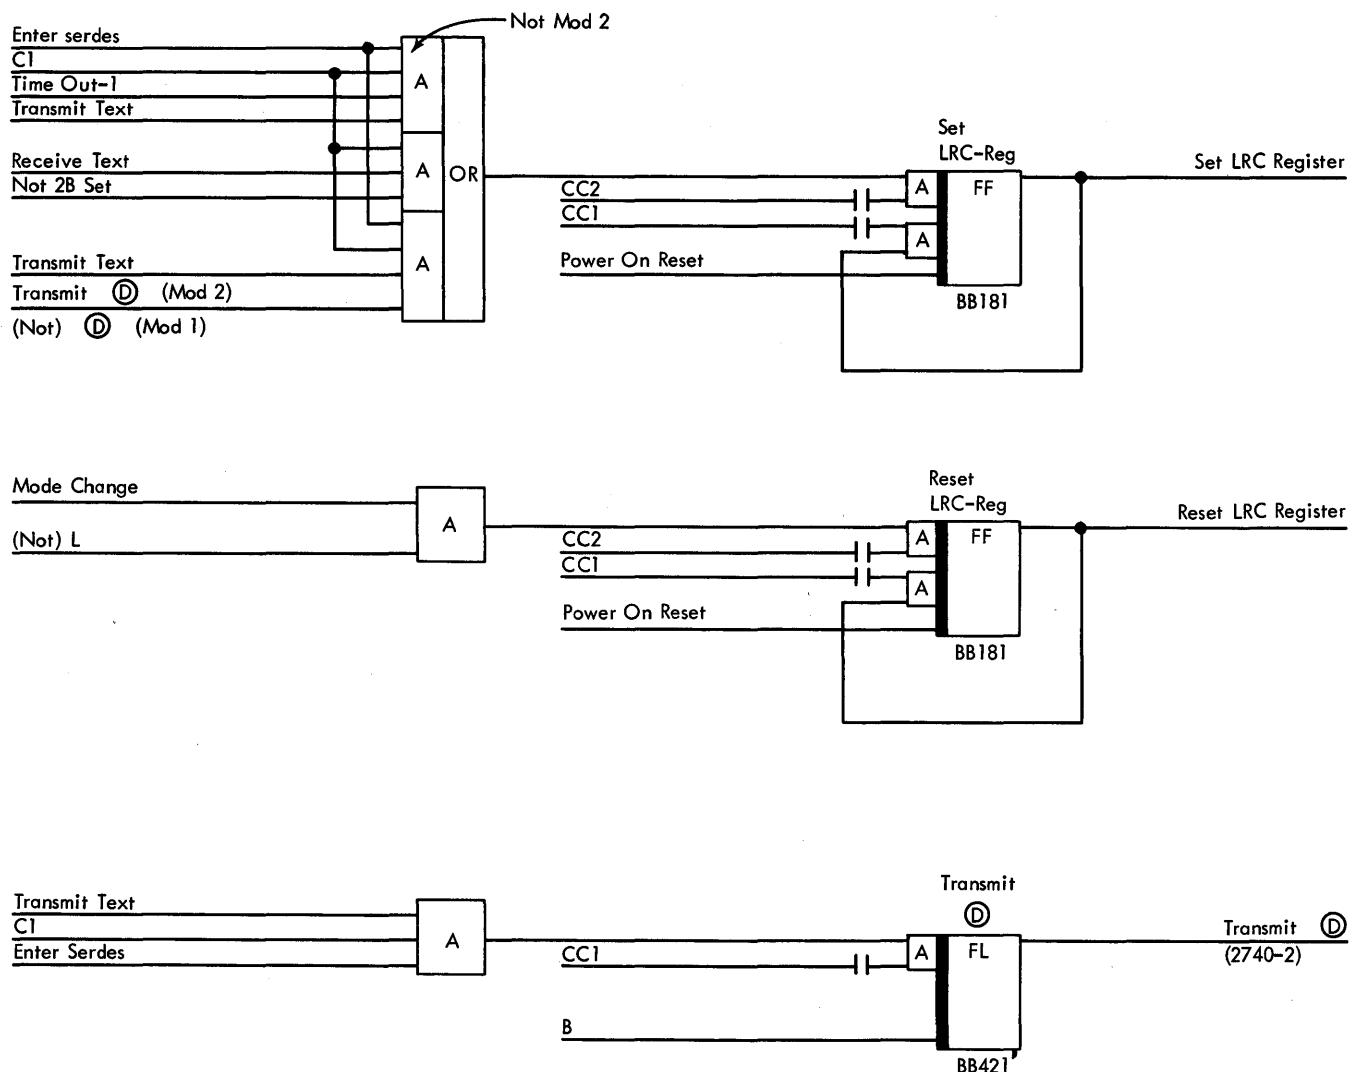 Not Mod 2
Enter serdes
C1
Time Out-1
Transmit Text
A
Receive Text
Not 2B Set
A
OR
Transmit Text
Transmit Ⓓ (Mod 2)
(Not) Ⓓ (Mod 1)
A
Set
LRC-Reg
CC2
CC1
Power On Reset
A
A
FF
BB181
Set LRC Register
Mode Change
(Not) L
A
Reset
LRC-Reg
CC2
CC1
Power On Reset
A
A
FF
BB181
Reset LRC Register
Transmit Text
C1
Enter Serdes
A
Transmit
Ⓓ
CC1
B
A
FL
BB421
Transmit Ⓓ
(2740-2)